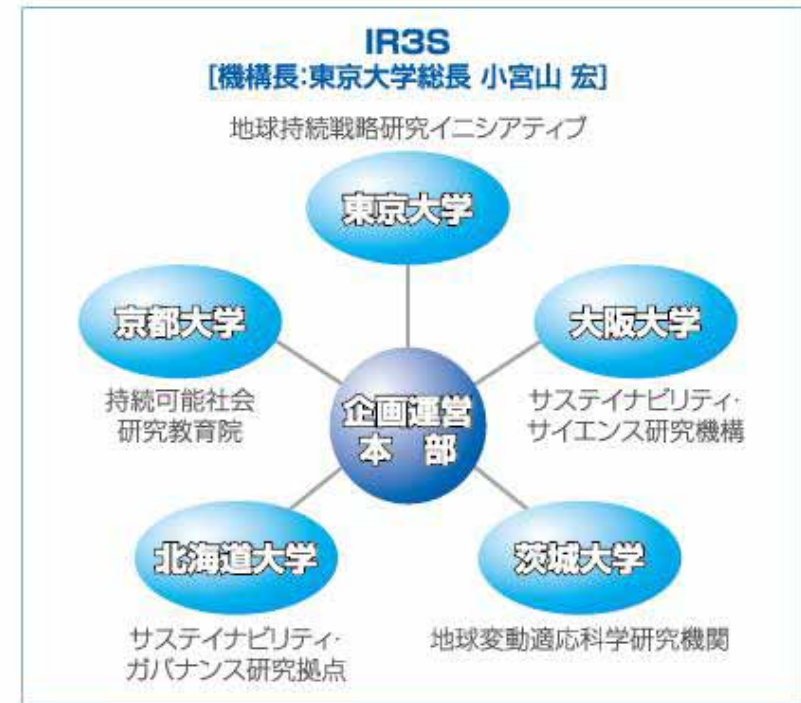 IR3S
[機構長:東京大学総長 小宮山 宏]
地球持続戦略研究イニシアティブ
東京大学
京都大学
持続可能社会
研究教育院
大阪大学
サステイナビリティ・
サイエンス研究機構
企画運営
本 部
北海道大学
サステイナビリティ・
ガバナンス研究拠点
茨城大学
地球変動適応科学研究機関